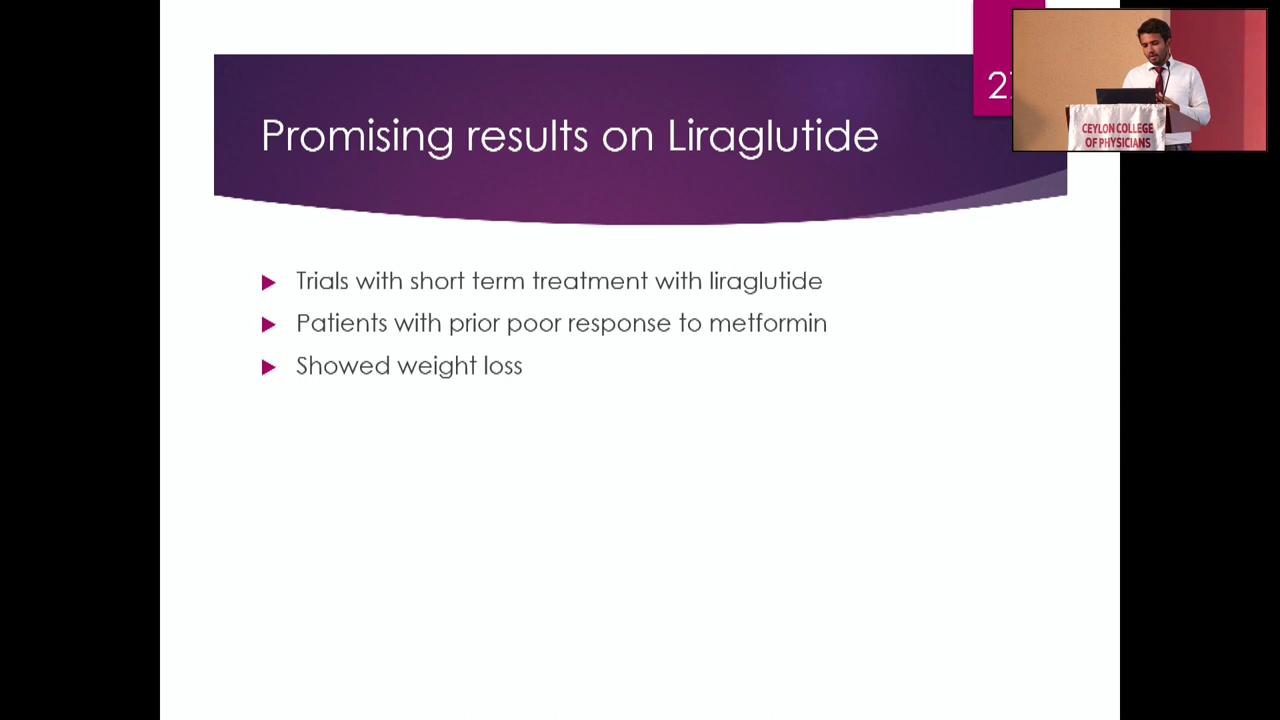 Promising results on Liraglutide
Trials with short term treatment with liraglutide
Patients with prior poor response to metformin
Showed weight loss
CEYLON COLLEGE
OF PHYSICIANS